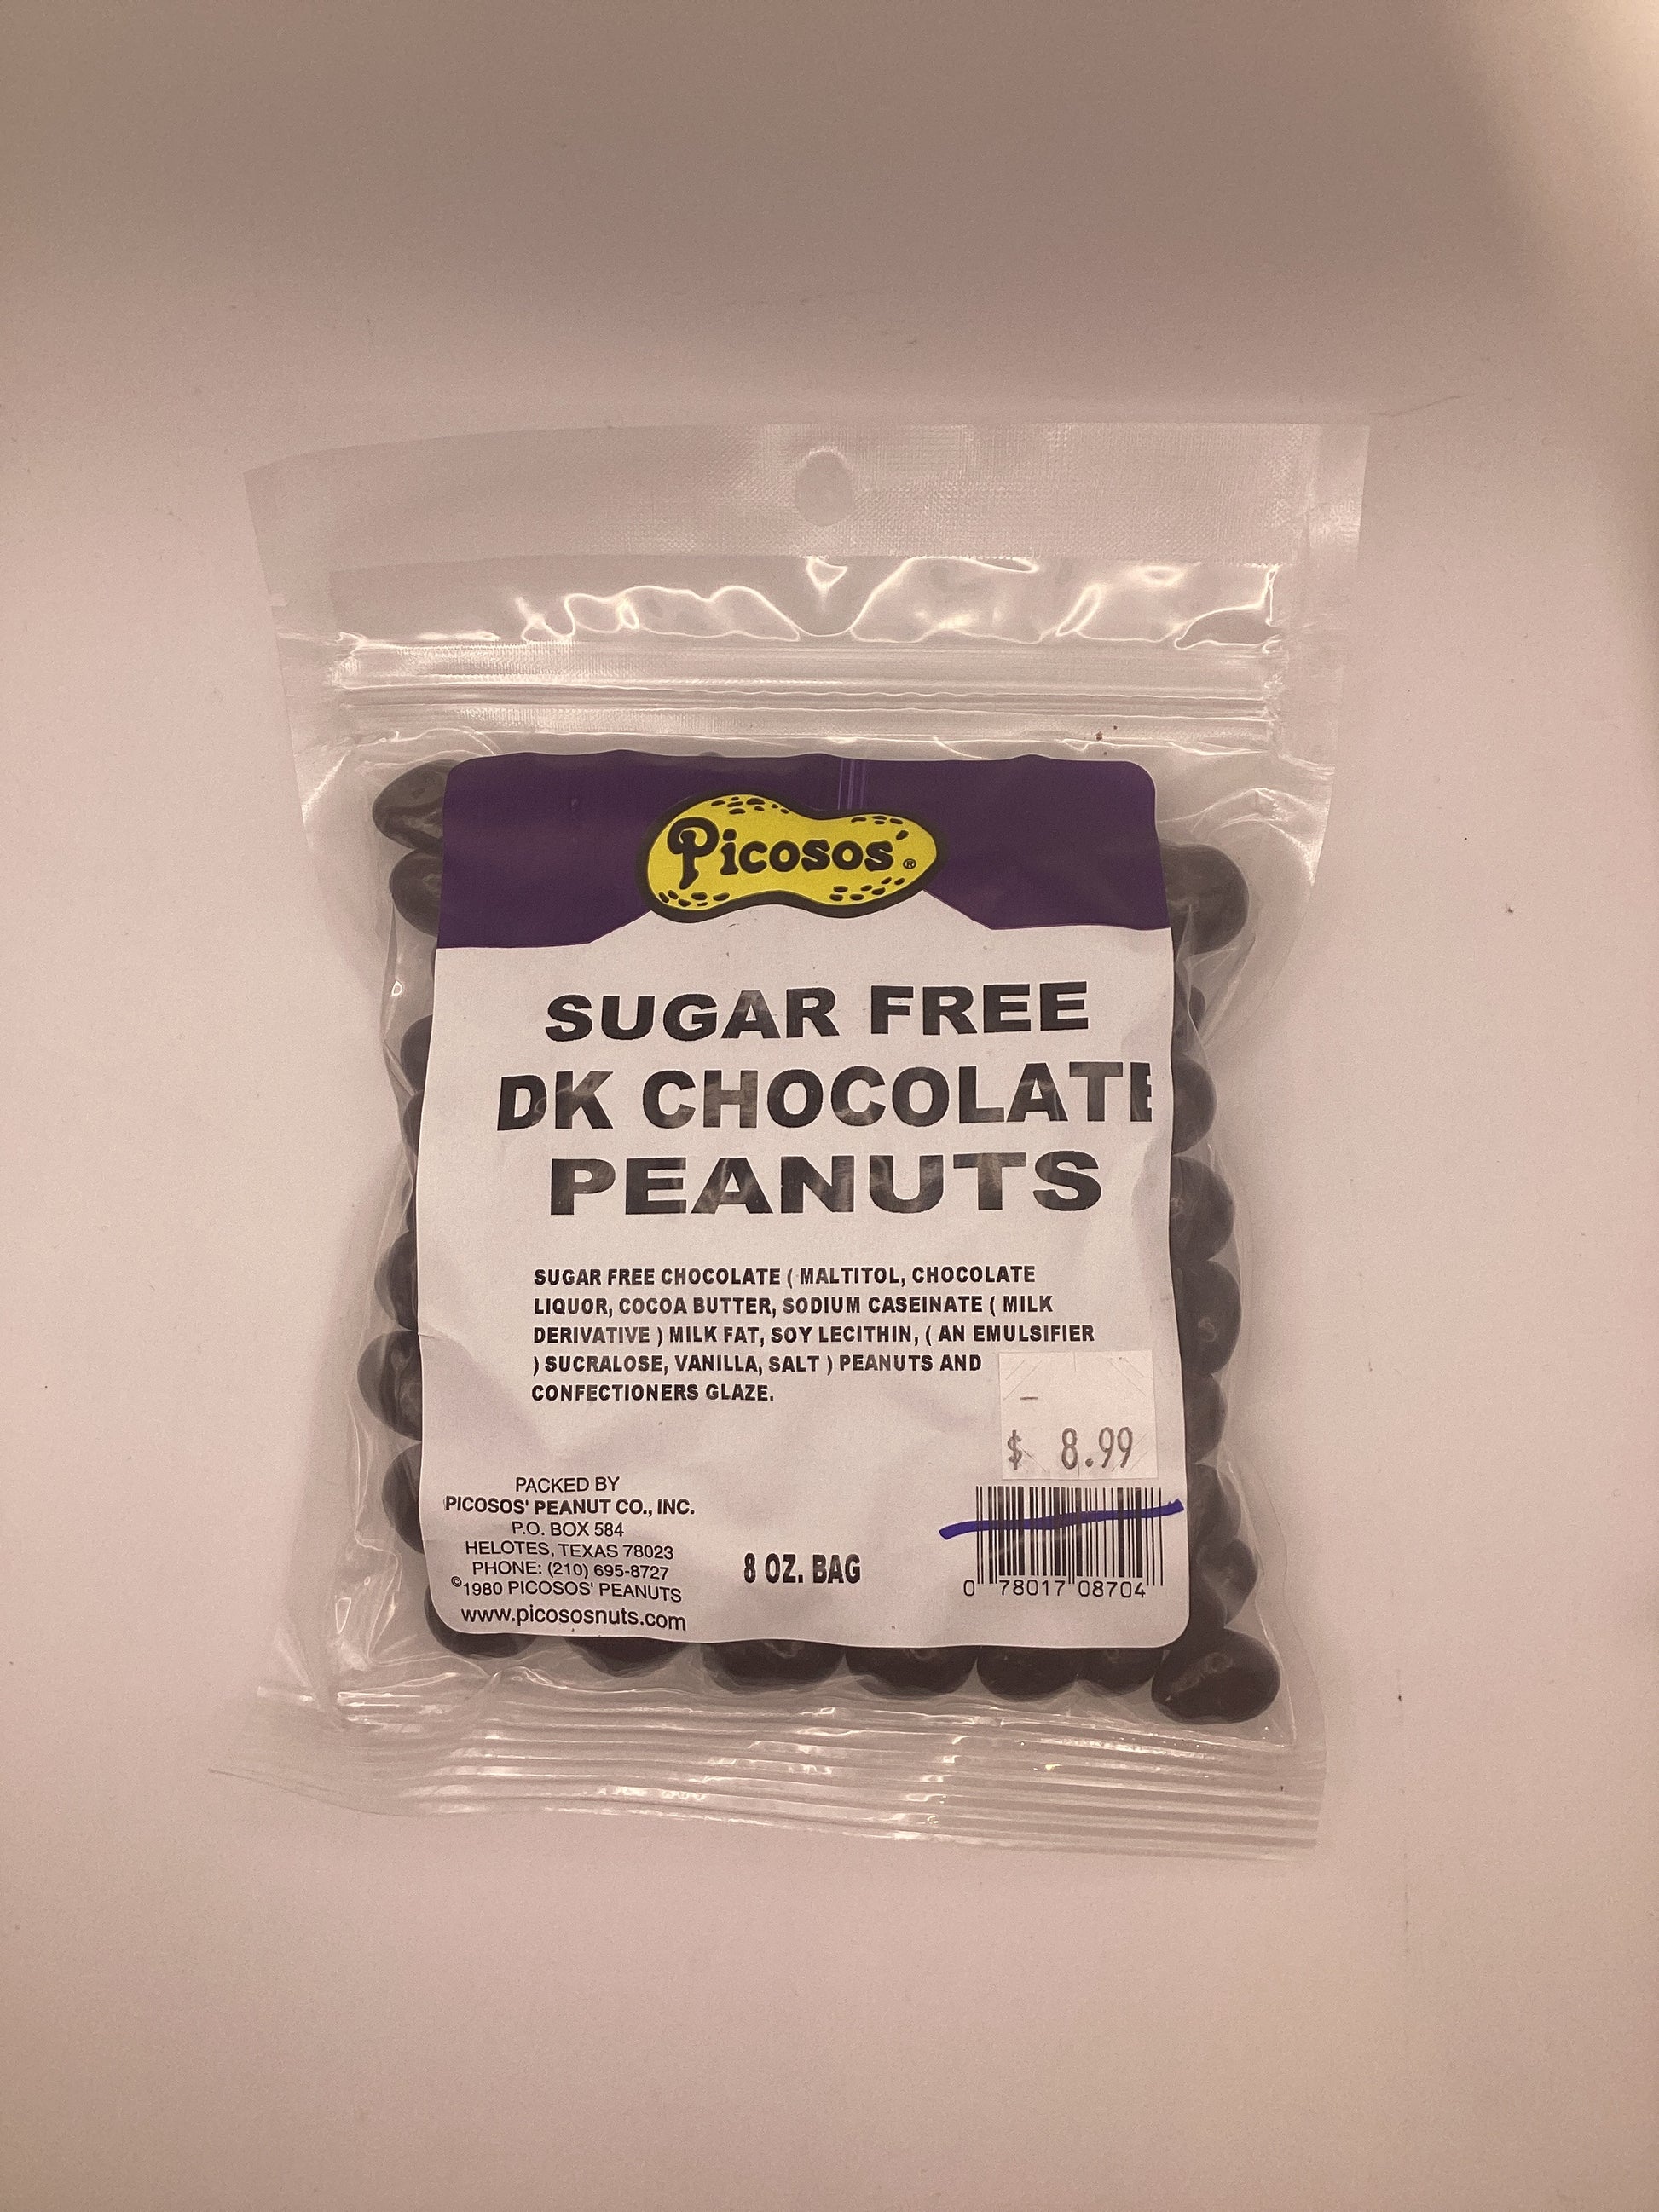 Picosos®
SUGAR FREE
DK CHOCOLATE
PEANUTS
SUGAR FREE CHOCOLATE ( MALTITOL, CHOCOLATE
LIQUOR, COCOA BUTTER, SODIUM CASEINATE ( MILK
DERIVATIVE ) MILK FAT, SOY LECITHIN, ( AN EMULSIFIER
) SUCRALOSE, VANILLA, SALT ) PEANUTS AND
CONFECTIONERS GLAZE.
$ 8.99
PACKED BY
PICOSOS' PEANUT CO., INC.
P.O. BOX 584
HELOTES, TEXAS 78023
PHONE: (210) 695-8727
©1980 PICOSOS' PEANUTS
www.picososnuts.com
8 OZ. BAG
0 78017 08704